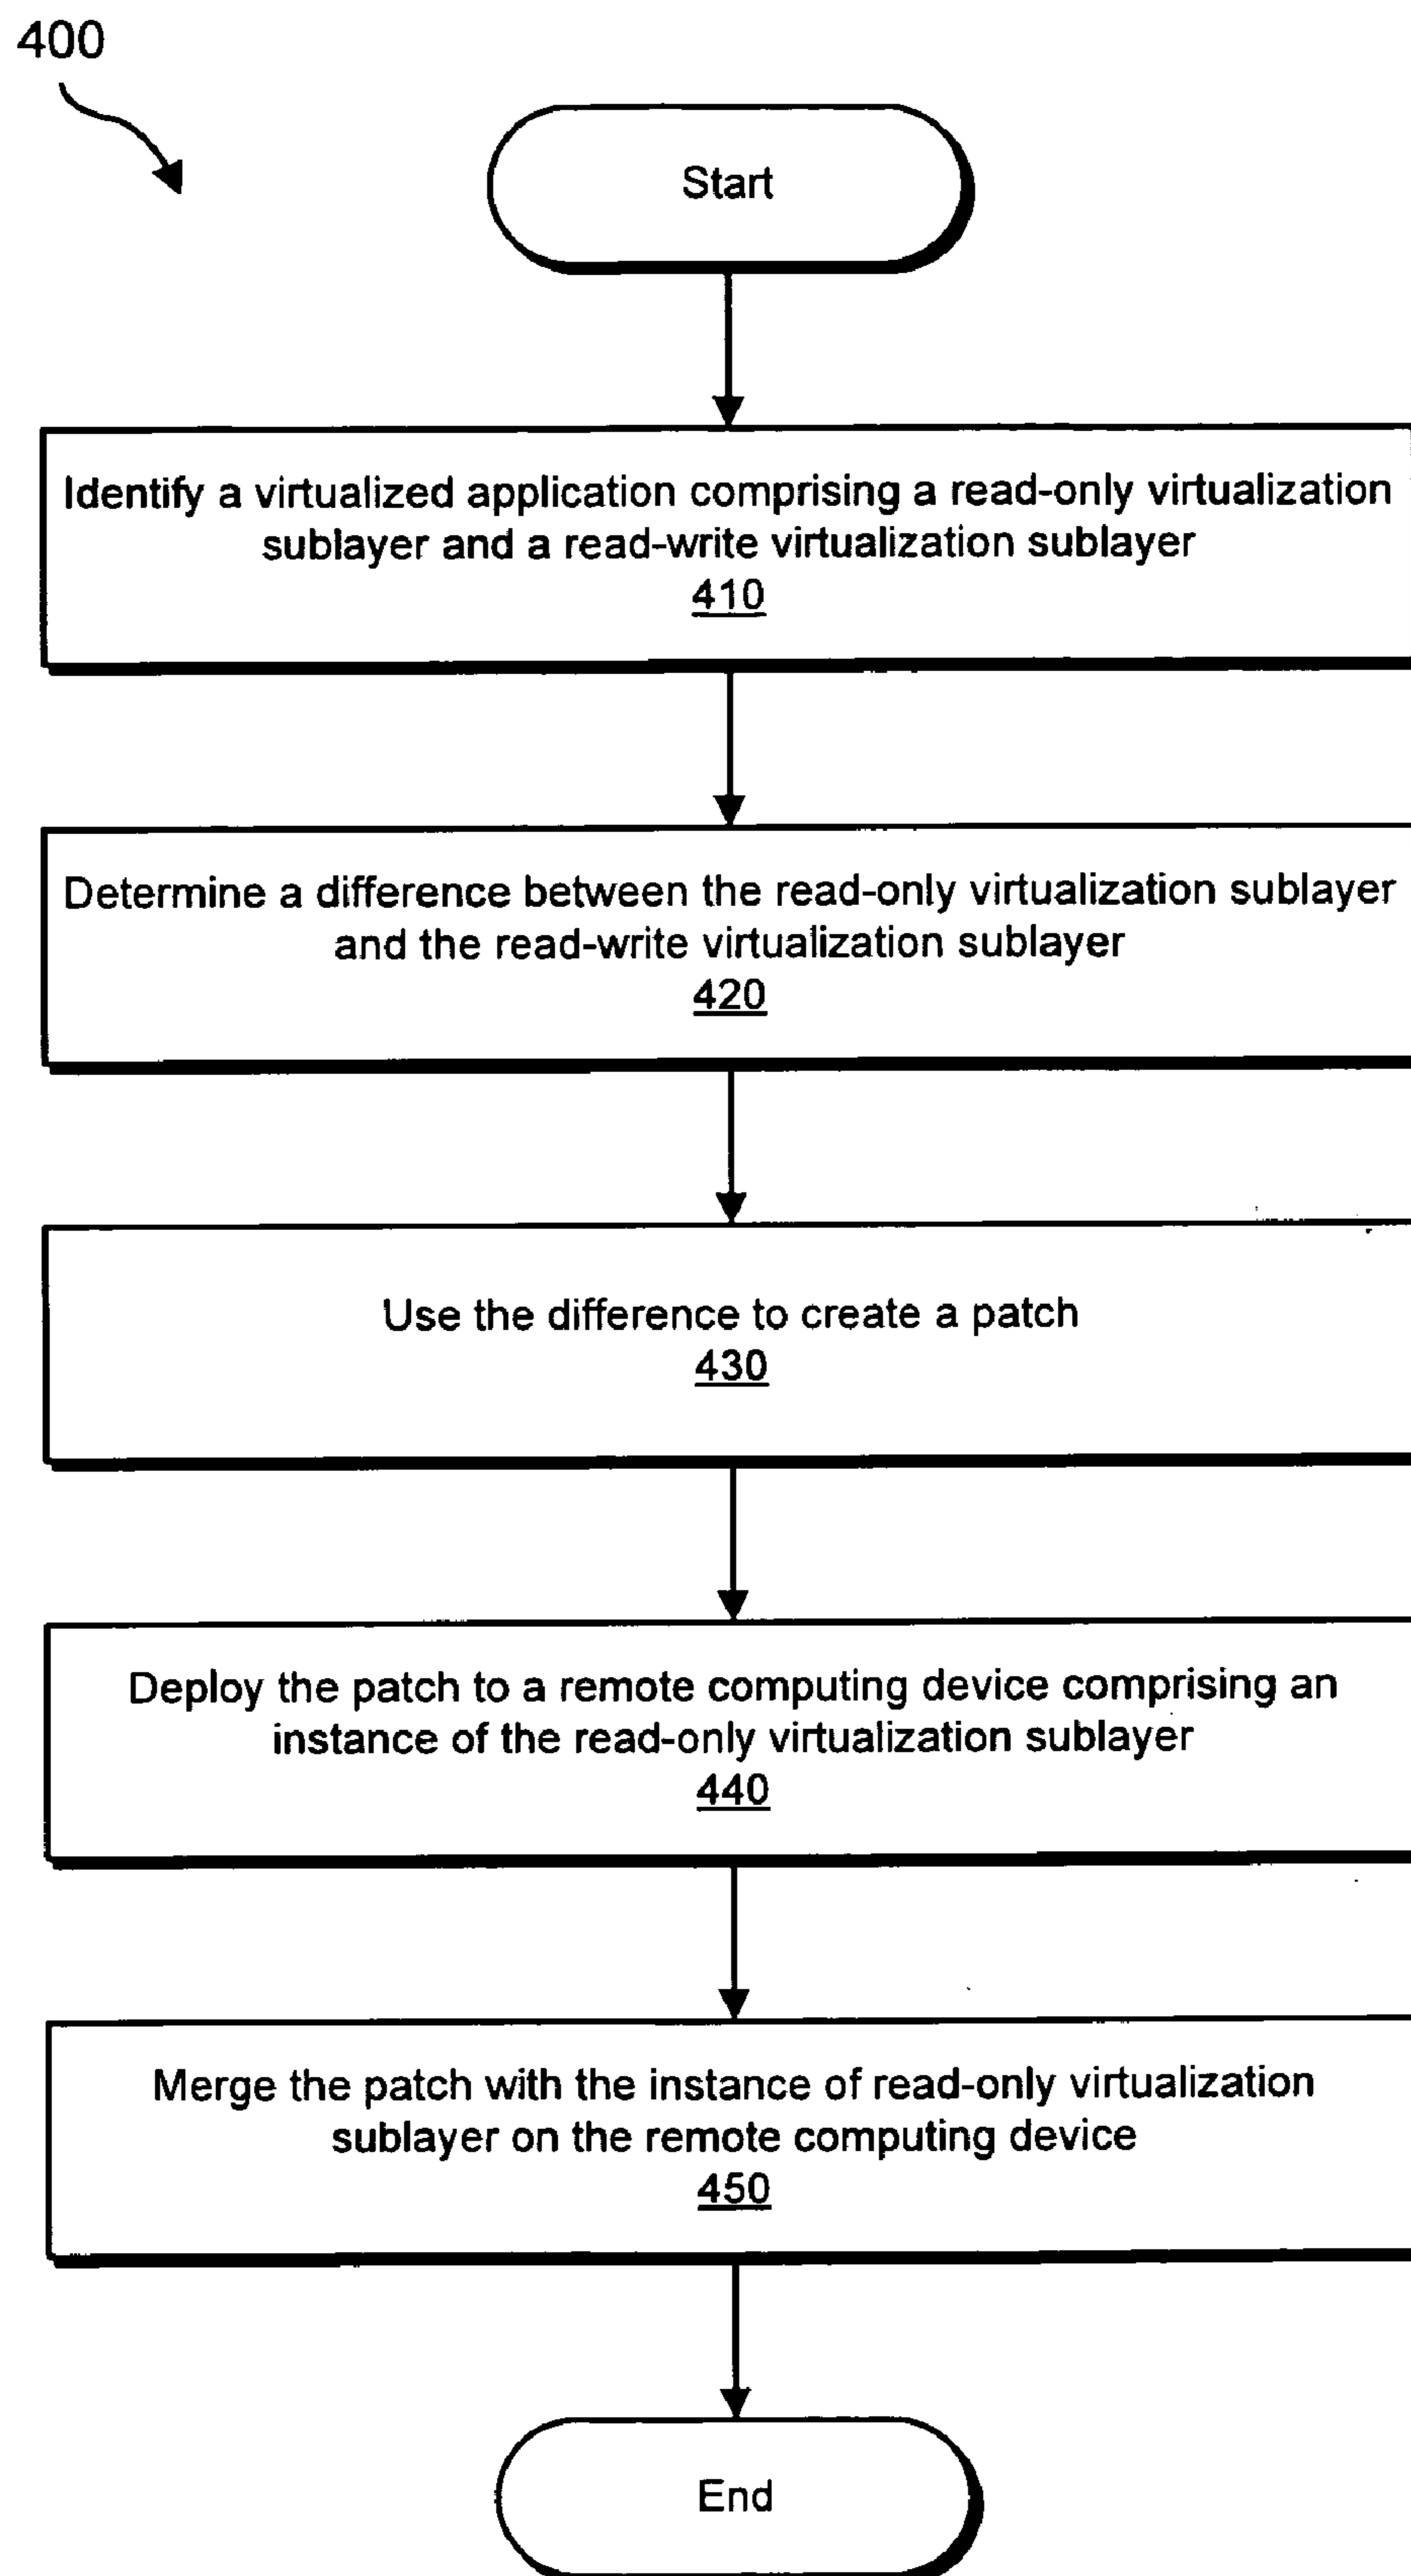 400
Start
Identify a virtualized application comprising a read-only virtualization
sublayer and a read-write virtualization sublayer
410
Determine a difference between the read-only virtualization sublayer
and the read-write virtualization sublayer
420
Use the difference to create a patch
430
Deploy the patch to a remote computing device comprising an
instance of the read-only virtualization sublayer
440
Merge the patch with the instance of read-only virtualization
sublayer on the remote computing device
450
End